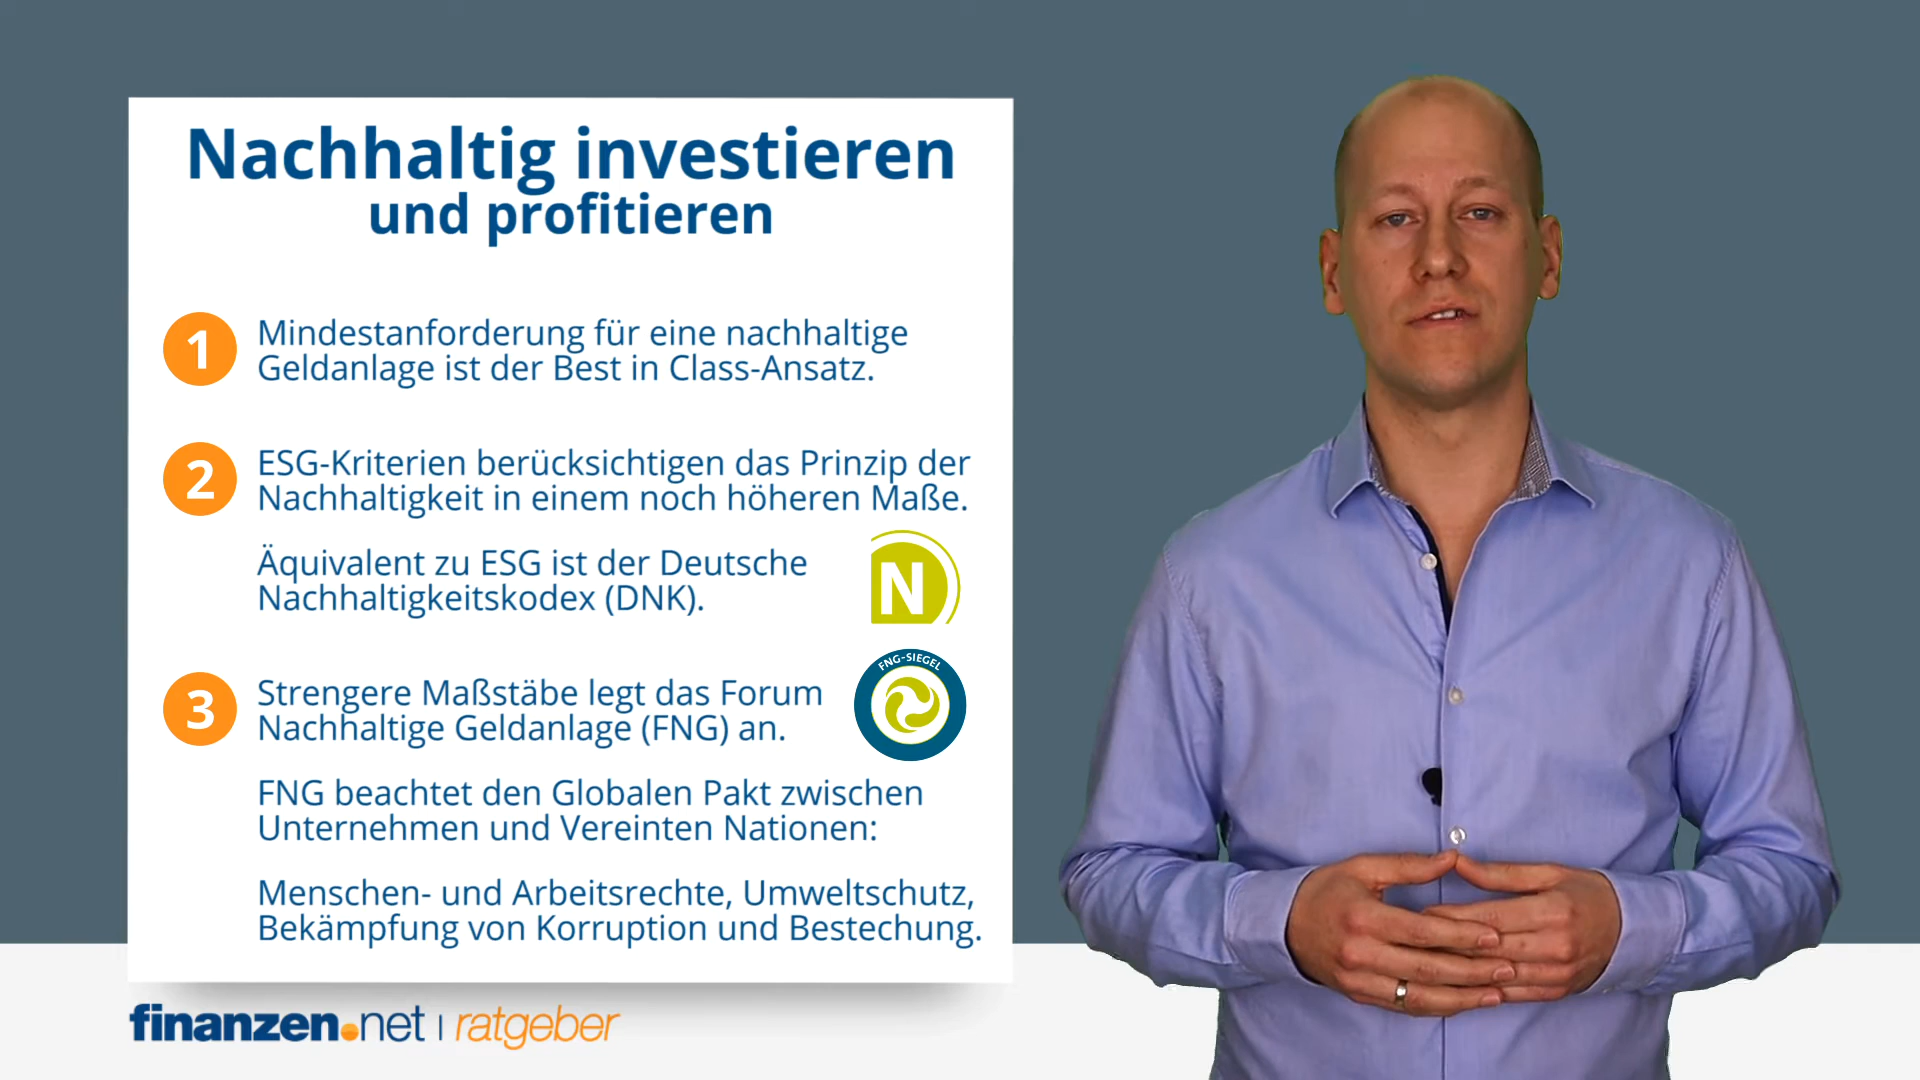 Nachhaltig investieren
und profitieren
1
Mindestanforderung für eine nachhaltige
Geldanlage ist der Best in Class-Ansatz.
2
ESG-Kriterien berücksichtigen das Prinzip der
Nachhaltigkeit in einem noch höheren Maße.
Äquivalent zu ESG ist der Deutsche
Nachhaltigkeitskodex (DNK).
N
FNG-SIEGEL
3
Strengere Maßstäbe legt das Forum
Nachhaltige Geldanlage (FNG) an.
FNG beachtet den Globalen Pakt zwischen
Unternehmen und Vereinten Nationen:
Menschen- und Arbeitsrechte, Umweltschutz,
Bekämpfung von Korruption und Bestechung.
finanzen.net | ratgeber